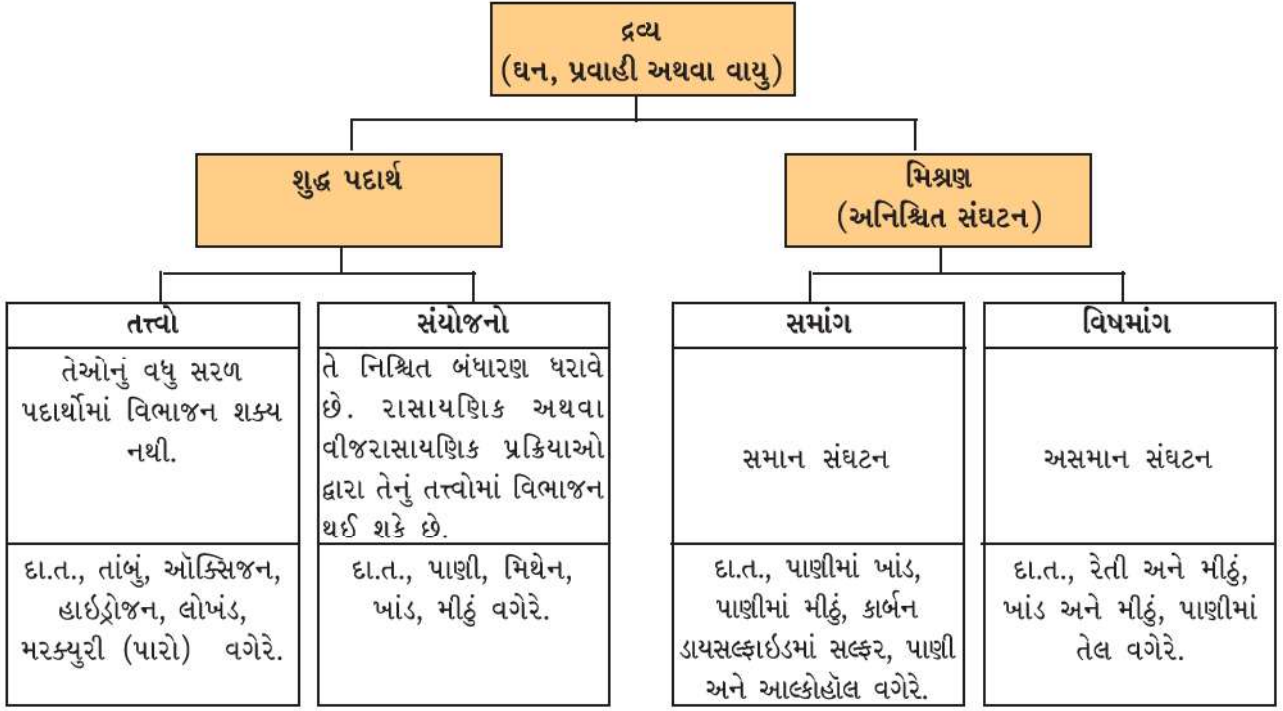 દ્રવ્ય
(ઘન, પ્રવાહી અથવા વાયુ)
શુદ્ધ પદાર્થ
મિશ્રણ
(અનિશ્ચિત સંઘટન)
તત્ત્વો
તેઓનું વધુ સરળ
પદાર્થોમાં વિભાજન શક્ય
નથી.
દા.ત., તાંબું, ઑક્સિજન,
હાઇડ્રોજન, લોખંડ,
મરક્યુરી (પારો) વગેરે.
સંયોજનો
તે નિશ્ચિત બંધારણ ધરાવે
છે. રાસાયણિક અથવા
વીજરાસાયણિક પ્રક્રિયાઓ
દ્વારા તેનું તત્ત્વોમાં વિભાજન
થઈ શકે છે.
દા.ત., પાણી, મિથેન,
ખાંડ, મીઠું વગેરે.
સમાંગ
સમાન સંઘટન
દા.ત., પાણીમાં ખાંડ,
પાણીમાં મીઠું, કાર્બન
ડાયસલ્ફાઇડમાં સલ્ફર, પાણી
અને આલ્કોહૉલ વગેરે.
વિષમાંગ
અસમાન સંઘટન
દા.ત., રેતી અને મીઠું,
ખાંડ અને મીઠું, પાણીમાં
તેલ વગેરે.